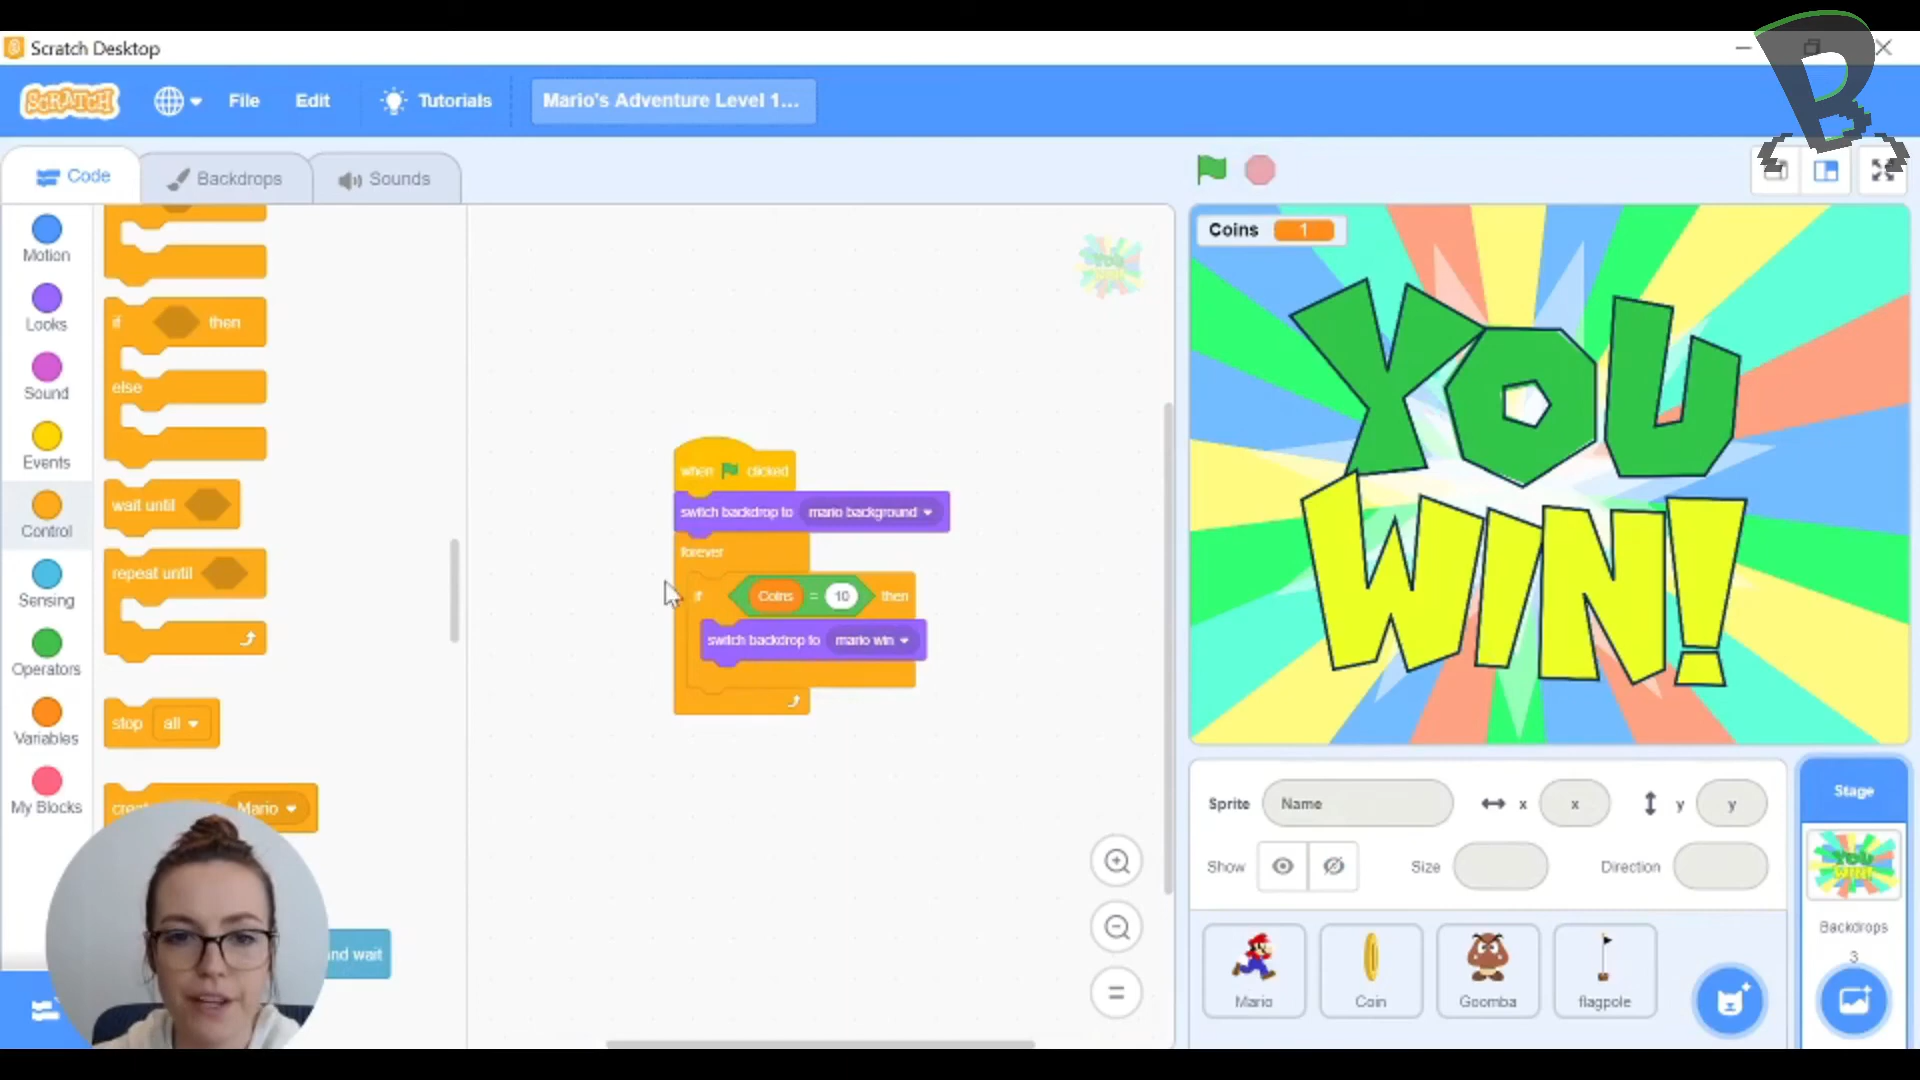 Scratch Desktop
SCRATCH
File
Edit
Tutorials
Mario's Adventure Level 1...
Code
Backdrops
Sounds
Motion
Looks
Sound
Events
Control
Sensing
Operators
Variables
My Blocks
if then
else
wait until
repeat until
stop all
Mario
and wait
when clicked
switch backdrop to mario background
forever
if Coins = 10 then
switch backdrop to mario win
Coins 1
YOU
WIN!
Sprite Name x x y y
Show Size Direction
Mario
Coin
Goomba
flagpole
Stage
Backdrops
3
B